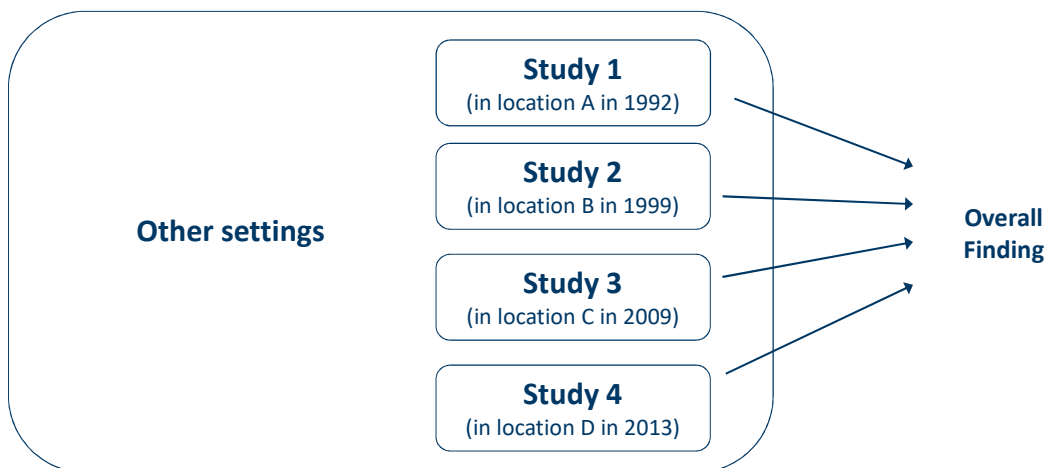 Study 1
(in location A in 1992)
Study 2
(in location B in 1999)
Other settings
Study 3
(in location C in 2009)
Study 4
(in location D in 2013)
Overall
Finding